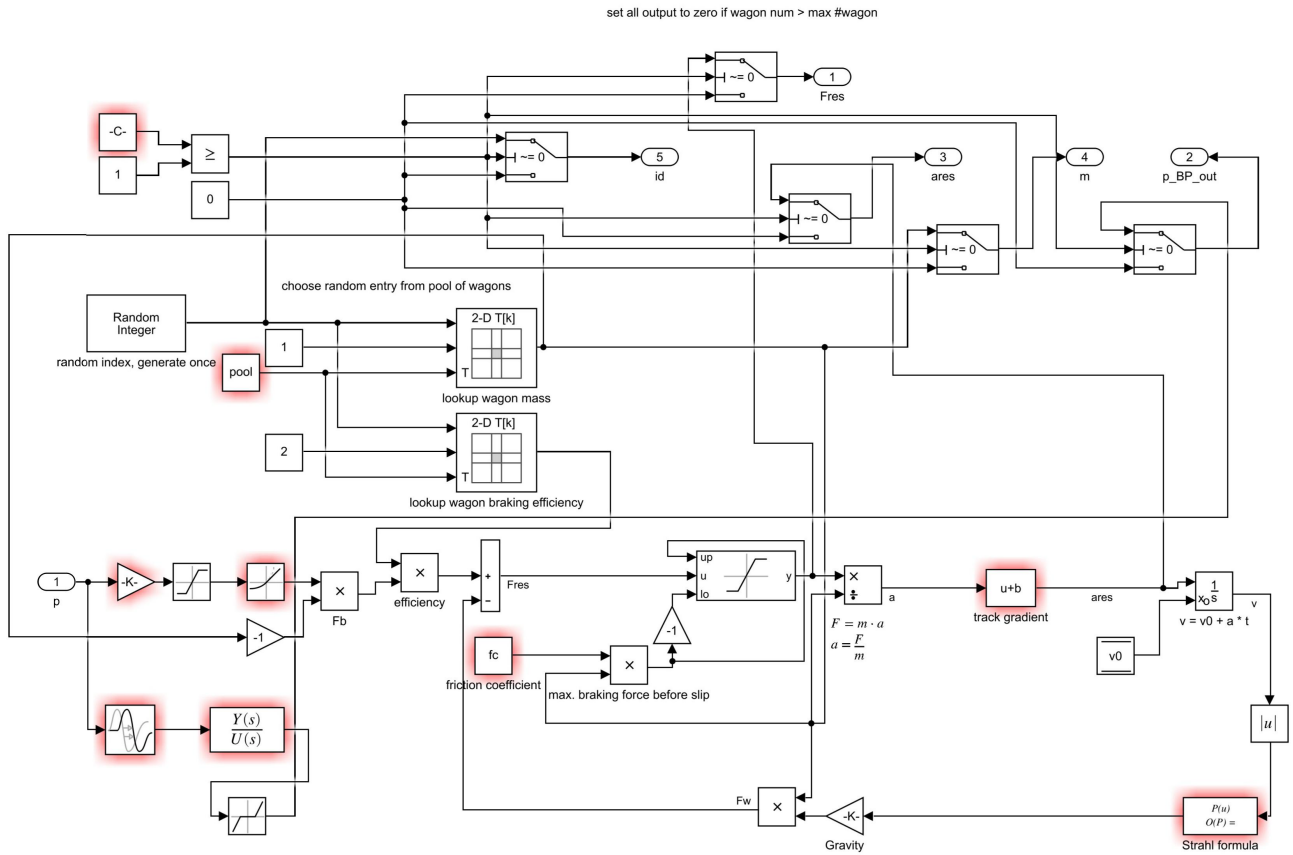 set all output to zero if wagon num > max #wagon
~= 0
1
Fres
-C-
1
≥
0
~= 0
5
id
~= 0
3
ares
~= 0
4
m
~= 0
2
p_BP_out
choose random entry from pool of wagons
Random
Integer
random index, generate once
1
pool
2-D T[k]
T
lookup wagon mass
2
2-D T[k]
T
lookup wagon braking efficiency
1
p
-K-
-1
×
Fb
×
efficiency
+
−
Fres
up
u
lo
y
-1
fc
friction coefficient
×
max. braking force before slip
×
÷
a
F = m · a
a = F/m
u+b
track gradient
ares
1/s
xo
v = v0 + a * t
v
v0
|u|
Y(s)
U(s)
Fw
×
-K-
Gravity
P(u)
O(P) =
Strahl formula